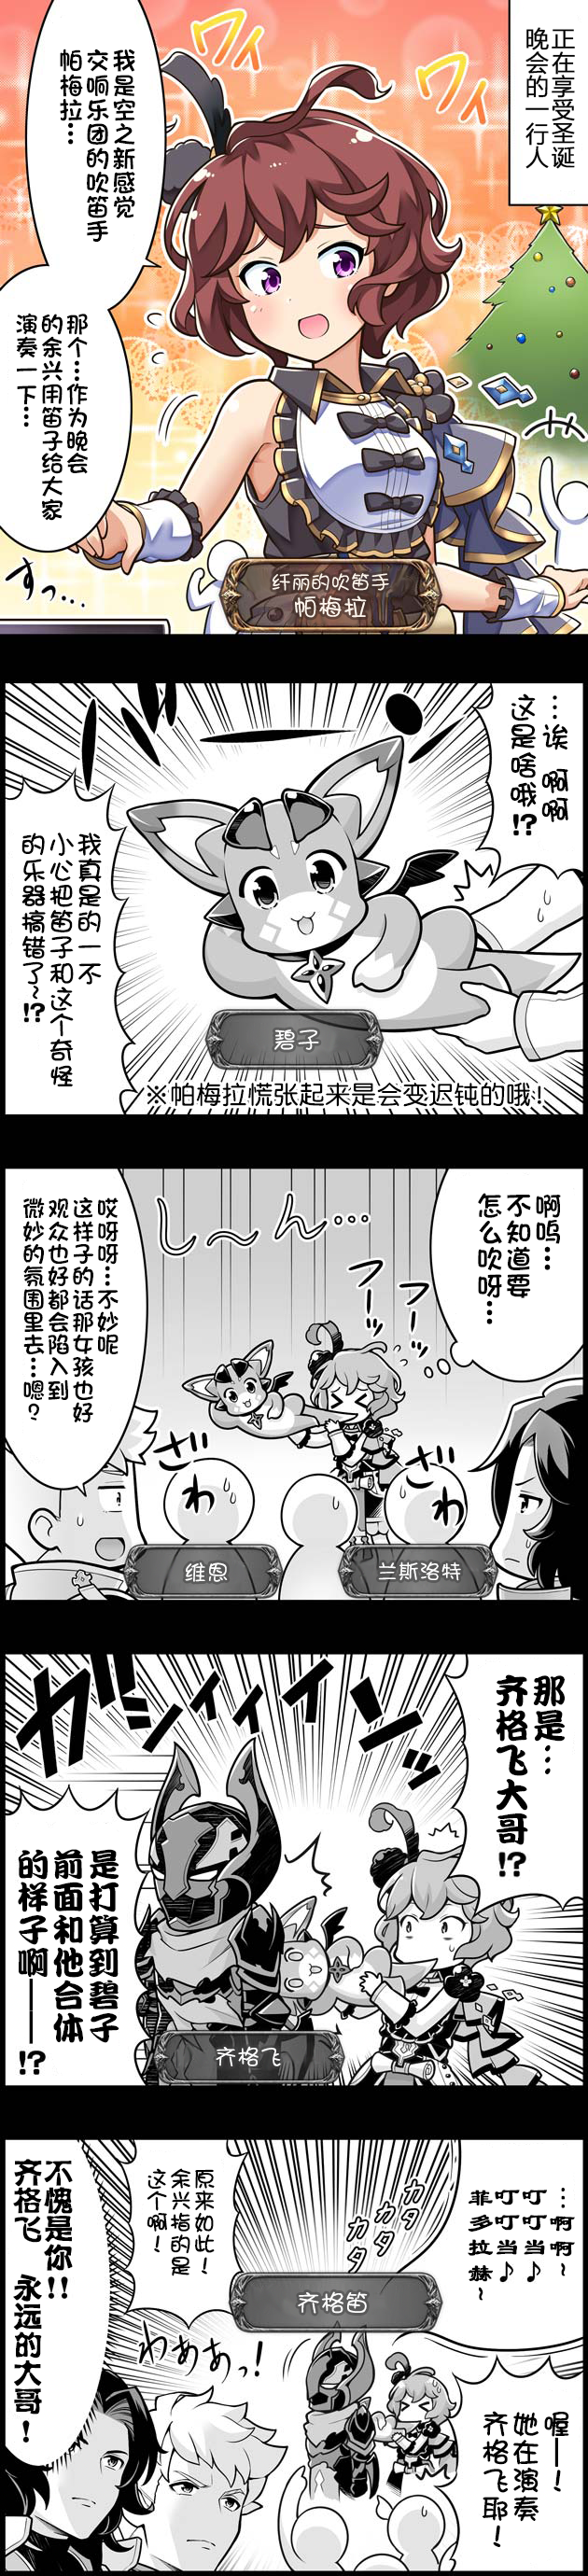 正在享受圣诞
晚会的一行人
ワイ
ワイ
我是空之新感觉
交响乐团的吹笛手
帕梅拉…
那个…作为晚会
的余兴用笛子给大家
演奏一下…
すっ…
纤丽的吹笛手
帕梅拉
…诶 啊啊
这是啥哦!?
我真是的一不
小心把笛子和这个奇怪
的乐器搞错了～!?
碧子
※帕梅拉慌张起来是会变迟钝的哦！
啊呜…
不知道要
怎么吹呀…
し～ん…
フーッ
フーッ
哎呀呀…不妙呢
这样子的话那女孩也好
观众也好都会陷入到
微妙的氛围里去…嗯？
ざわ
ざわ
维恩
兰斯洛特
那是…
齐格飞大哥!?
ガシィィィン
是打算到碧子
前面和他合体
的样子啊——!?
齐格飞
…啊啊～
叮叮当♪
叮叮当♪
菲多拉赫～
カタ
カタ
カタ
原来如此！
余兴指的是
这个啊！
不愧是你!!
齐格飞 永远的大哥！
齐格笛
わああっ！
喔—！
她在演奏
齐格飞耶！